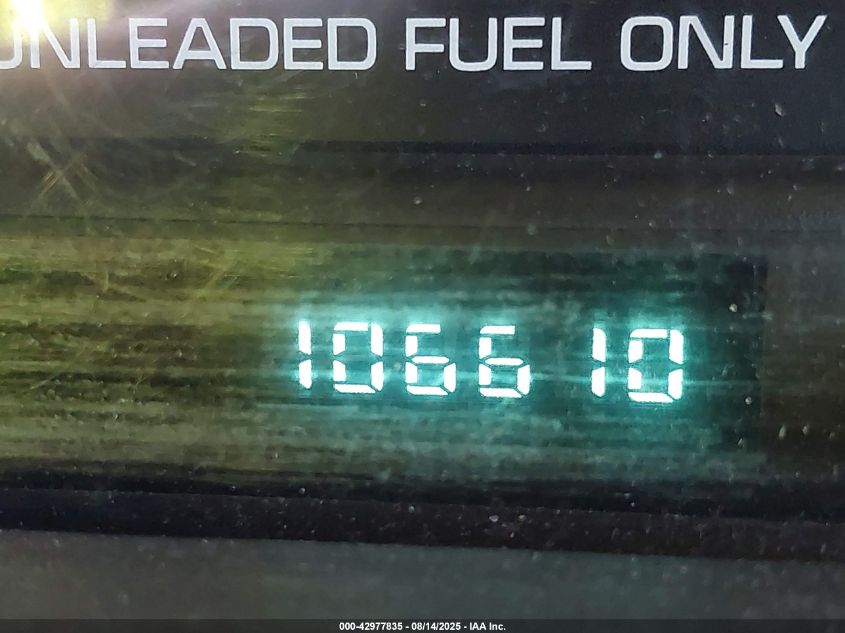 UNLEADED FUEL ONLY
106610
000-42977835 - 08/14/2025 - IAA Inc.